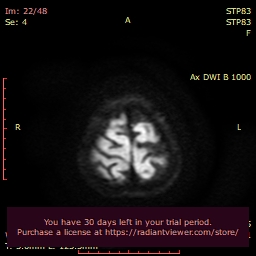 Im: 22/48
STP83
Se: 4
STP83
A
F
Ax DWI B 1000
R
L
You have 30 days left in your trial period.
Purchase a license at https://radiantviewer.com/store/